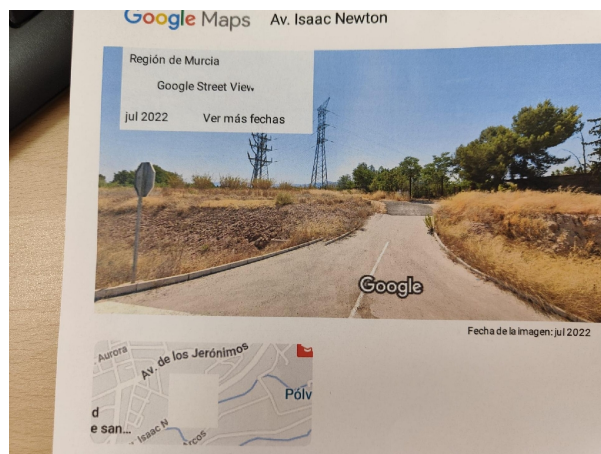 Google Maps Av. Isaac Newton
Región de Murcia
Google Street View
jul 2022 Ver más fechas
Google
Fecha de la imagen: jul 2022
Aurora
Av. de los Jerónimos
Pólv
d
e san...
Isaac N
rcos